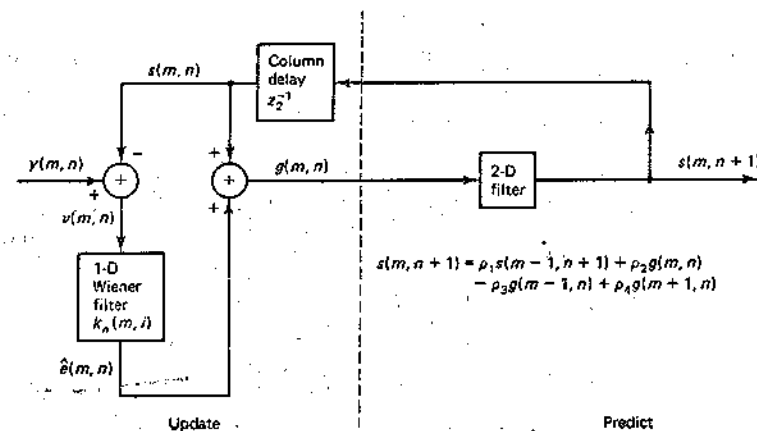 s(m, n)
Column
delay
z₂⁻¹
−
+
y(m, n)
+
+
g(m, n)
2-D
filter
s(m, n + 1)
+
+
v(m, n)
1-D
Wiener
filter
kₙ(m, i)
s(m, n + 1) = ρ₁s(m − 1, n + 1) + ρ₂g(m, n)
− ρ₃g(m − 1, n) + ρ₄g(m + 1, n)
ê(m, n)
Update
Predict